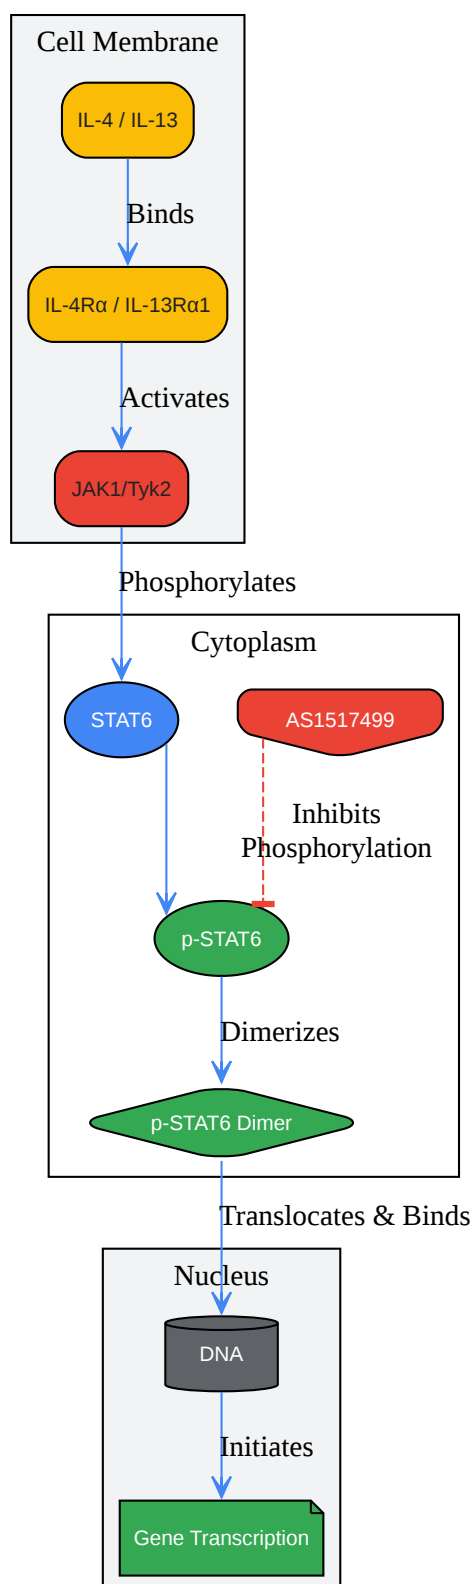 Cell Membrane
IL-4 / IL-13
Binds
IL-4Rα / IL-13Rα1
Activates
JAK1/Tyk2
Phosphorylates
Cytoplasm
STAT6
AS1517499
Inhibits
Phosphorylation
p-STAT6
Dimerizes
p-STAT6 Dimer
Translocates & Binds
Nucleus
DNA
Initiates
Gene Transcription